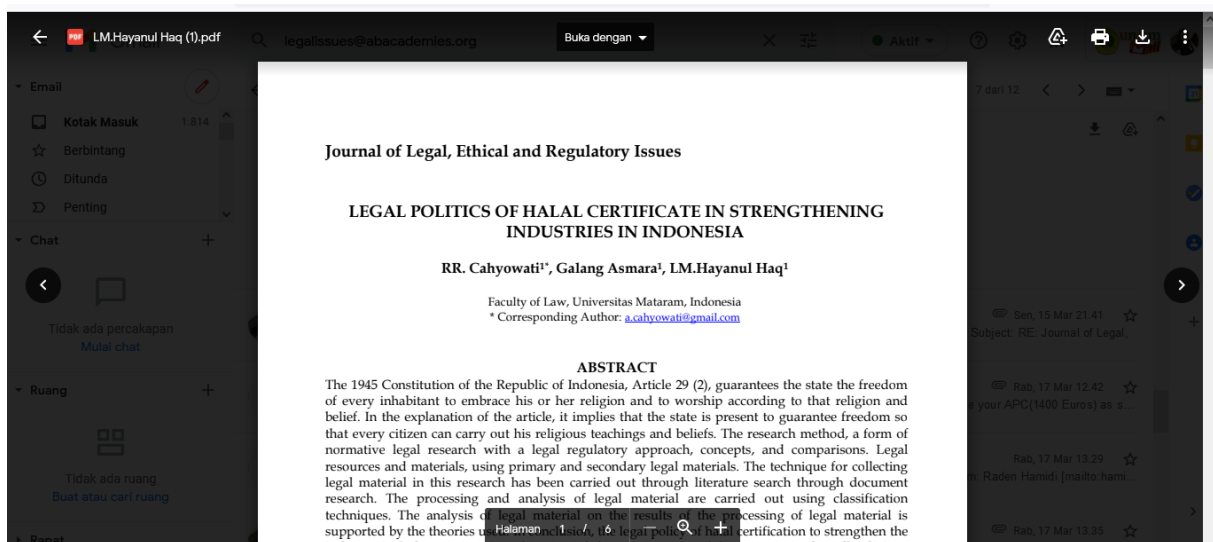 LM.Hayanul Haq (1).pdf
Buka dengan
legalissues@abacademies.org
Aktif
Email
7 dari 12
Kotak Masuk 1.814
Berbintang
Ditunda
Penting
Chat
Tidak ada percakapan
Mulai chat
Ruang
Tidak ada ruang
Buat atau cari ruang
Rapat
Journal of Legal, Ethical and Regulatory Issues
LEGAL POLITICS OF HALAL CERTIFICATE IN STRENGTHENING
INDUSTRIES IN INDONESIA
RR. Cahyowati¹*, Galang Asmara¹, LM.Hayanul Haq¹
Faculty of Law, Universitas Mataram, Indonesia
* Corresponding Author: a.cahyowati@gmail.com
ABSTRACT
The 1945 Constitution of the Republic of Indonesia, Article 29 (2), guarantees the state the freedom
of every inhabitant to embrace his or her religion and to worship according to that religion and
belief. In the explanation of the article, it implies that the state is present to guarantee freedom so
that every citizen can carry out his religious teachings and beliefs. The research method, a form of
normative legal research with a legal regulatory approach, concepts, and comparisons. Legal
resources and materials, using primary and secondary legal materials. The technique for collecting
legal material in this research has been carried out through literature search through document
research. The processing and analysis of legal material are carried out using classification
techniques. The analysis of legal material on the results of the processing of legal material is
supported by the theories used. In conclusion, the legal policy of halal certification to strengthen the
Halaman 1 / 6
Sen, 15 Mar 21.41
Subject: RE: Journal of Legal,
Rab, 17 Mar 12.42
s your APC(1400 Euros) as s...
Rab, 17 Mar 13.29
m: Raden Hamidi [mailto:hami...
Rab, 17 Mar 13.35